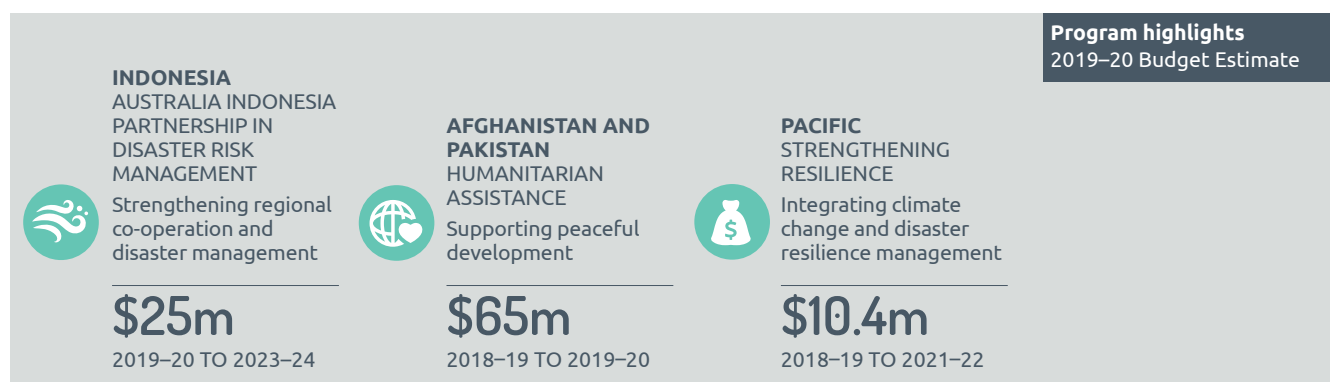 Program highlights
2019–20 Budget Estimate
INDONESIA
AUSTRALIA INDONESIA
PARTNERSHIP IN
DISASTER RISK
MANAGEMENT
Strengthening regional
co-operation and
disaster management
$25m
2019–20 TO 2023–24
AFGHANISTAN AND
PAKISTAN
HUMANITARIAN
ASSISTANCE
Supporting peaceful
development
$65m
2018–19 TO 2019–20
PACIFIC
STRENGTHENING
RESILIENCE
Integrating climate
change and disaster
resilience management
$
$10.4m
2018–19 TO 2021–22